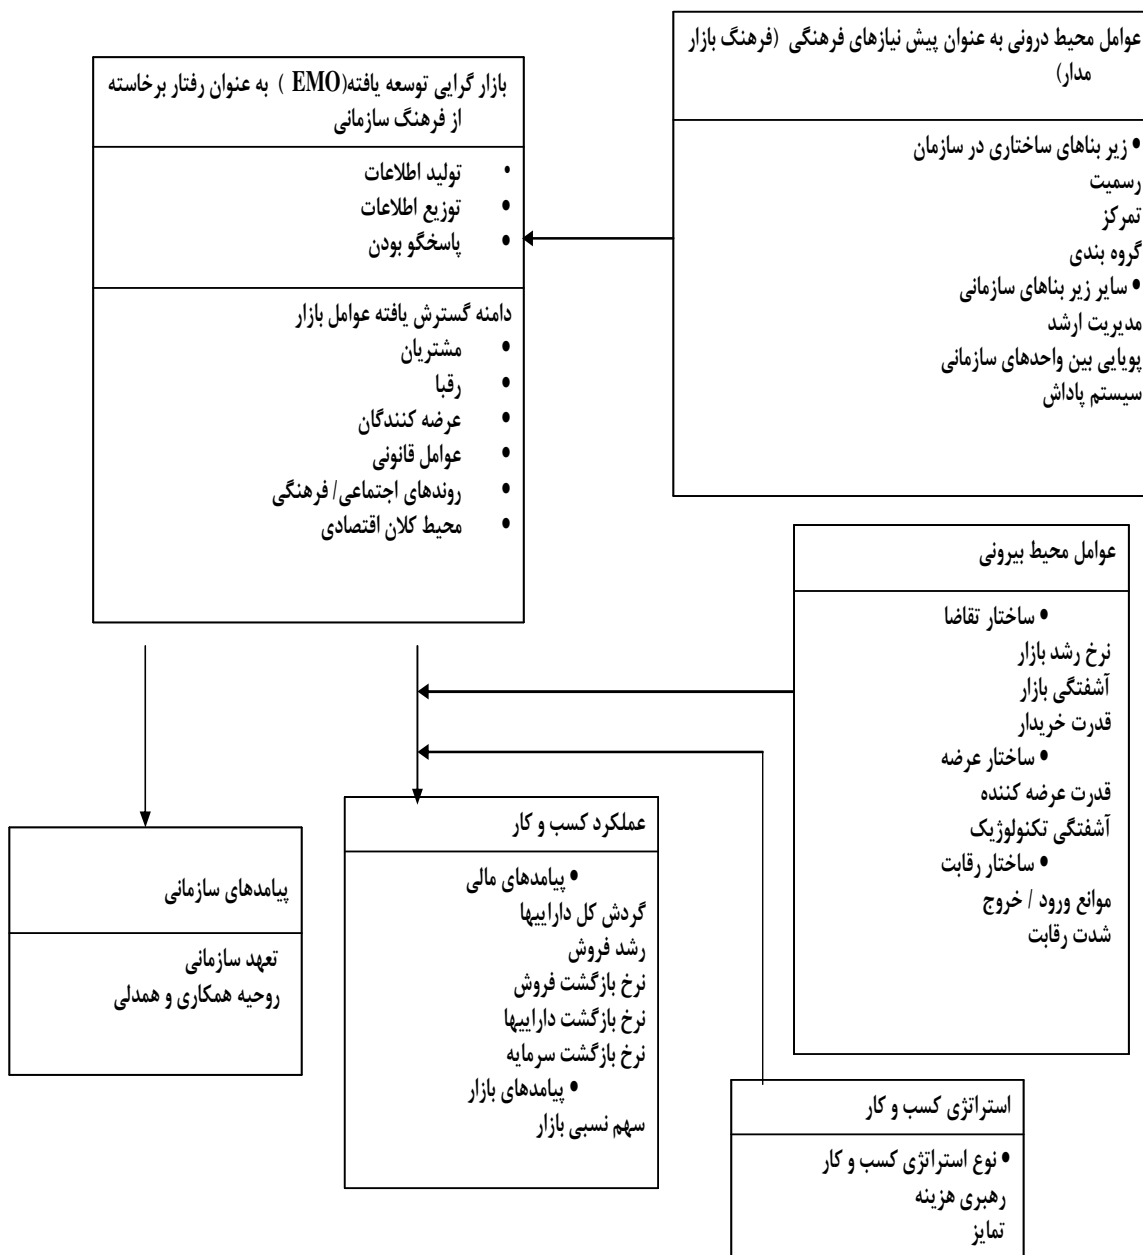 عوامل محیط درونی به عنوان پیش نیازهای فرهنگی (فرهنگ بازار
مدار)
• زیر بناهای ساختاری در سازمان
رسمیت
تمرکز
گروه بندی
• سایر زیر بناهای سازمانی
مدیریت ارشد
پویایی بین واحدهای سازمانی
سیستم پاداش
بازار گرایی توسعه یافته(EMO ) به عنوان رفتار برخاسته
از فرهنگ سازمانی
• تولید اطلاعات
• توزیع اطلاعات
• پاسخگو بودن
دامنه گسترش یافته عوامل بازار
• مشتریان
• رقبا
• عرضه کنندگان
• عوامل قانونی
• روندهای اجتماعی/ فرهنگی
• محیط کلان اقتصادی
عوامل محیط بیرونی
• ساختار تقاضا
نرخ رشد بازار
آشفتگی بازار
قدرت خریدار
• ساختار عرضه
قدرت عرضه کننده
آشفتگی تکنولوژیک
• ساختار رقابت
موانع ورود / خروج
شدت رقابت
عملکرد کسب و کار
• پیامدهای مالی
گردش کل داراییها
رشد فروش
نرخ بازگشت فروش
نرخ بازگشت داراییها
نرخ بازگشت سرمایه
• پیامدهای بازار
سهم نسبی بازار
پیامدهای سازمانی
تعهد سازمانی
روحیه همکاری و همدلی
استراتژی کسب و کار
• نوع استراتژی کسب و کار
رهبری هزینه
تمایز